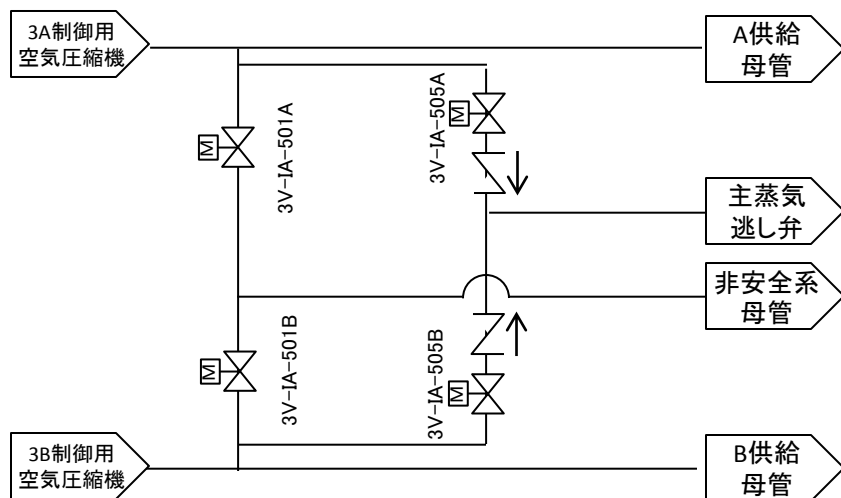 3A制御用
空気圧縮機
A供給
母管
3V-IA-501A
M
3V-IA-505A
M
主蒸気
逃し弁
非安全系
母管
3V-IA-501B
M
3V-IA-505B
M
3B制御用
空気圧縮機
B供給
母管